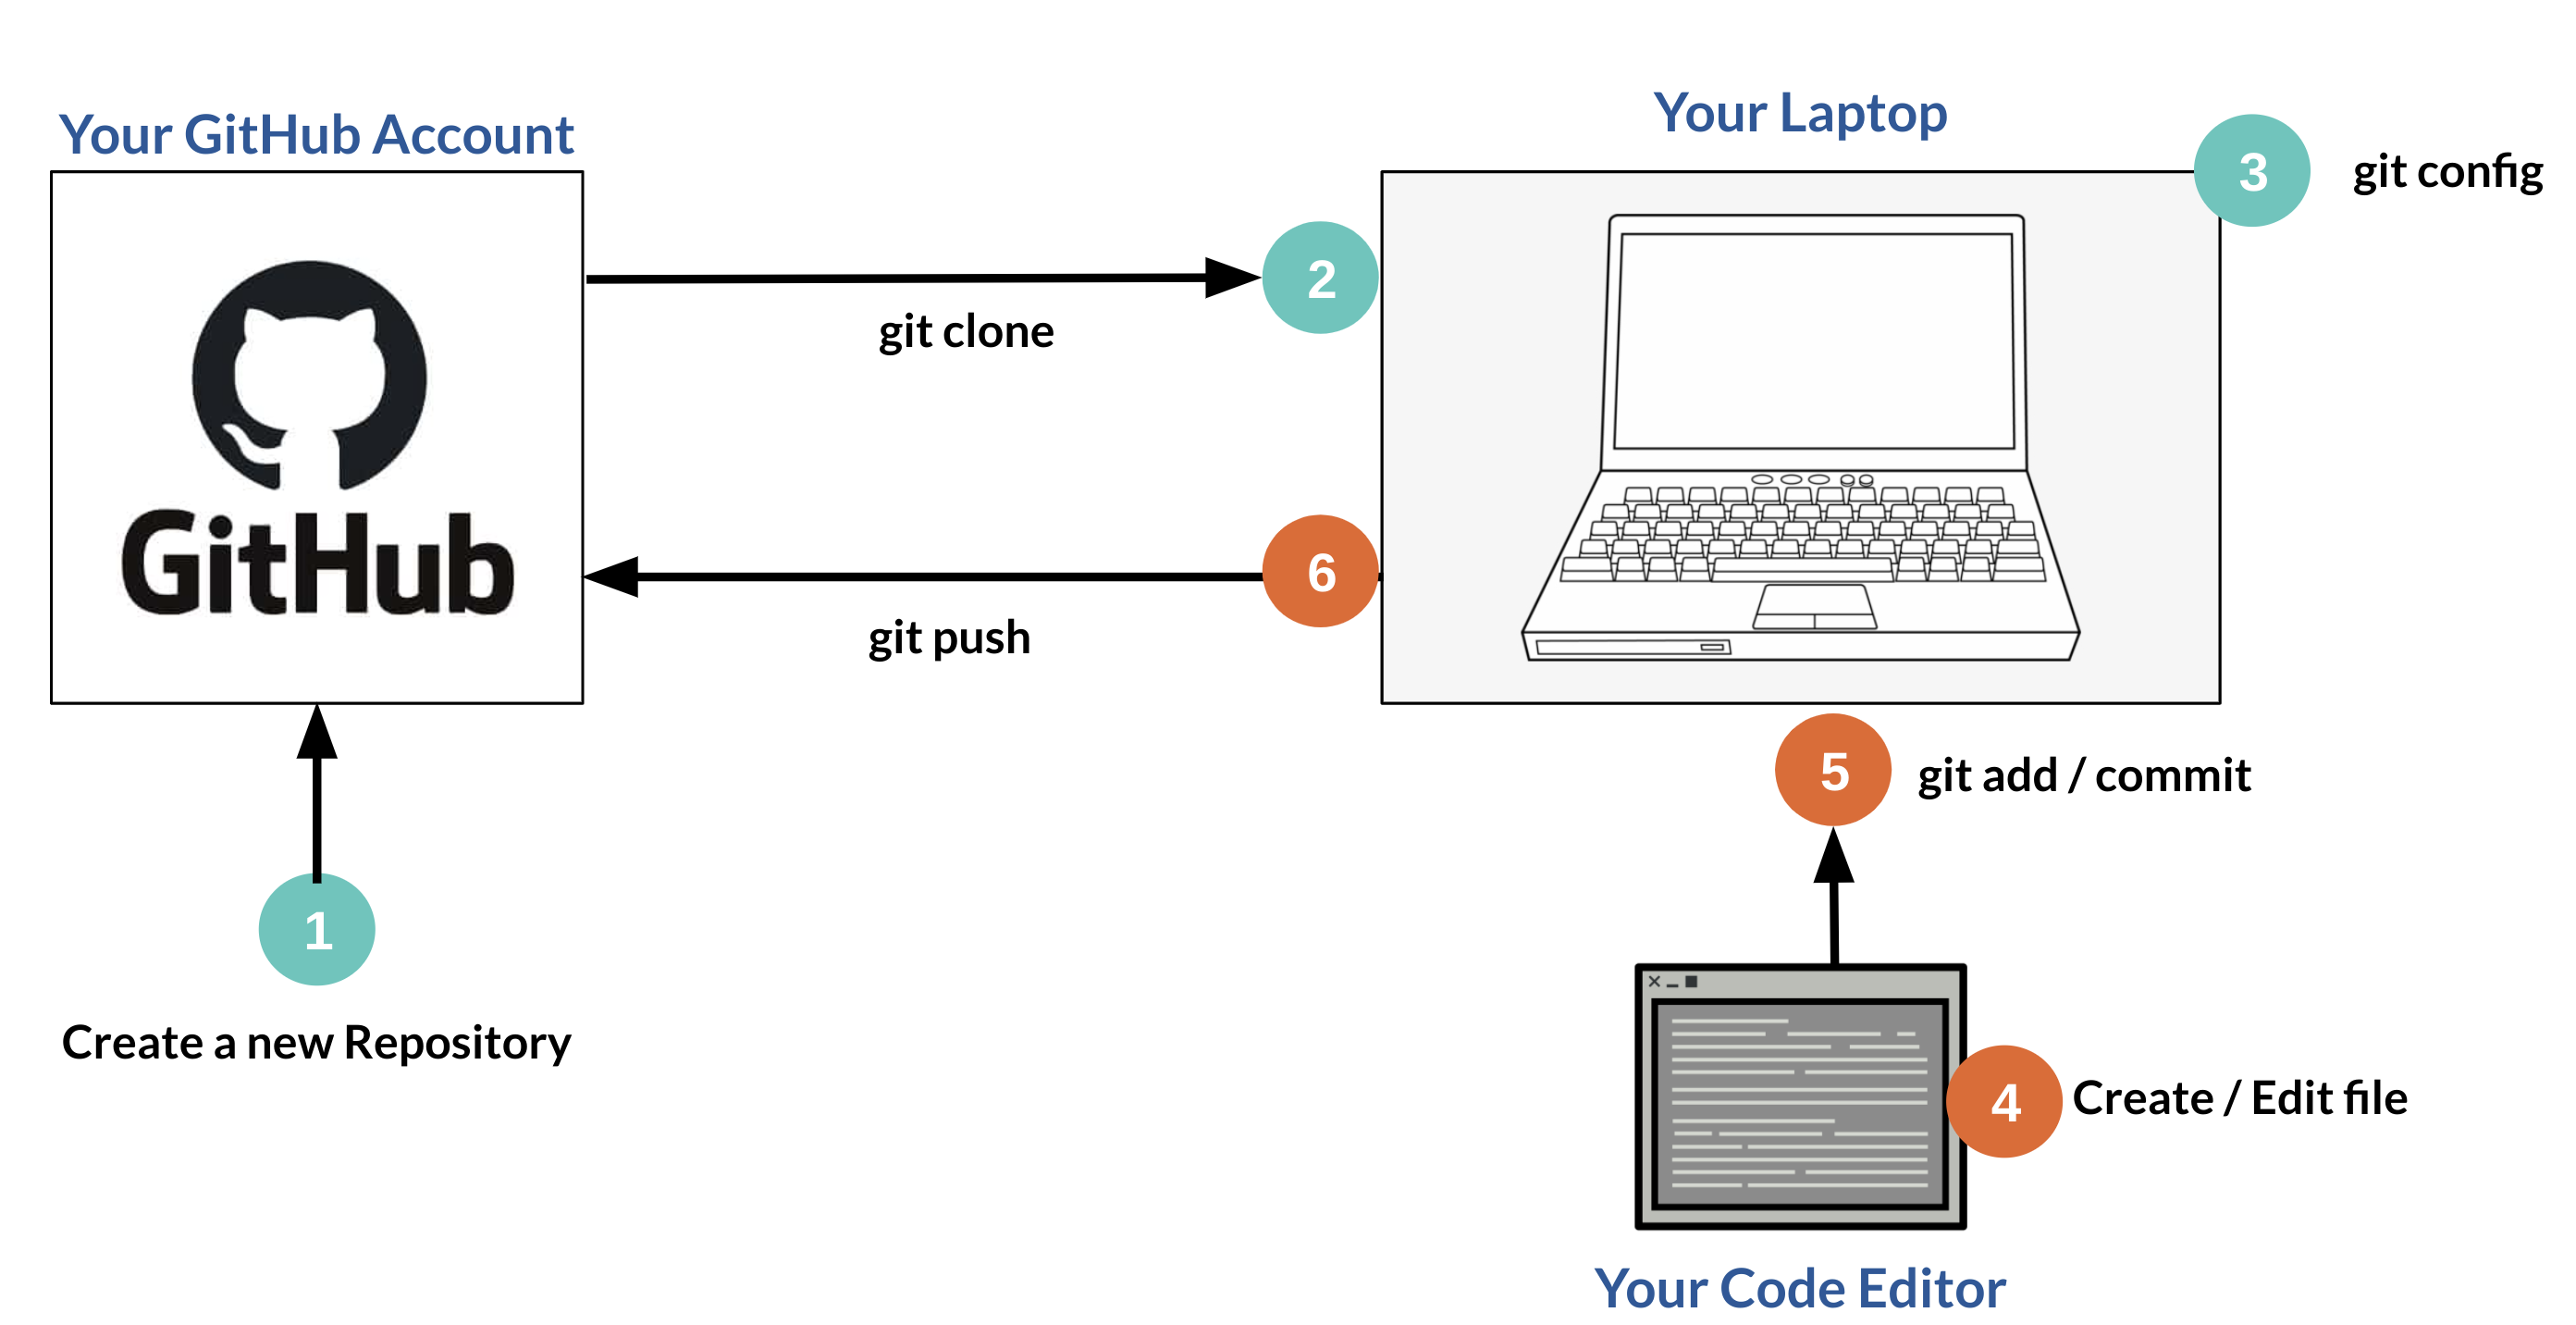 Your GitHub Account
Your Laptop
3
git config
2
git clone
GitHub
6
git push
5
git add / commit
1
Create a new Repository
4
Create / Edit file
Your Code Editor